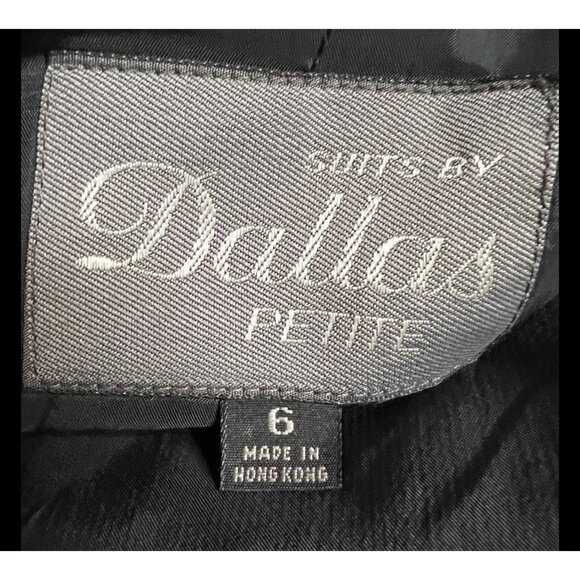 SUITS BY
Dallas
PETITE
6
MADE IN
HONG KONG